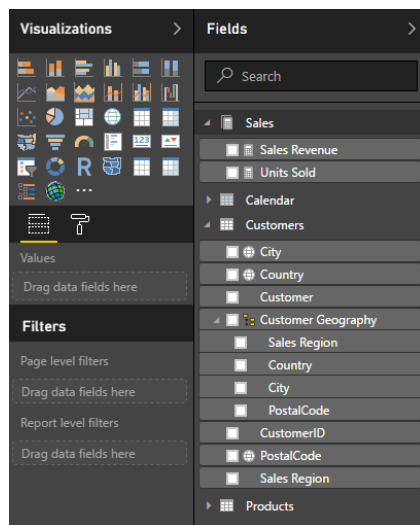 Visualizations
Values
Drag data fields here
Filters
Page level filters
Drag data fields here
Report level filters
Drag data fields here
Fields
Search
Sales
Sales Revenue
Units Sold
Calendar
Customers
City
Country
Customer
Customer Geography
Sales Region
Country
City
PostalCode
CustomerID
PostalCode
Sales Region
Products
R
123